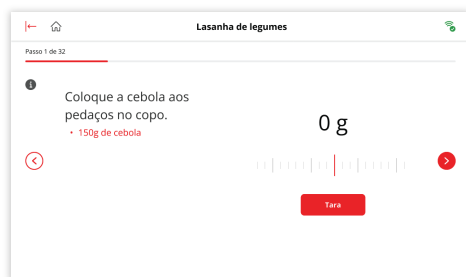 Lasanha de legumes
Passo 1 de 32
Coloque a cebola aos
pedaços no copo.
• 150g de cebola
0 g
Tara